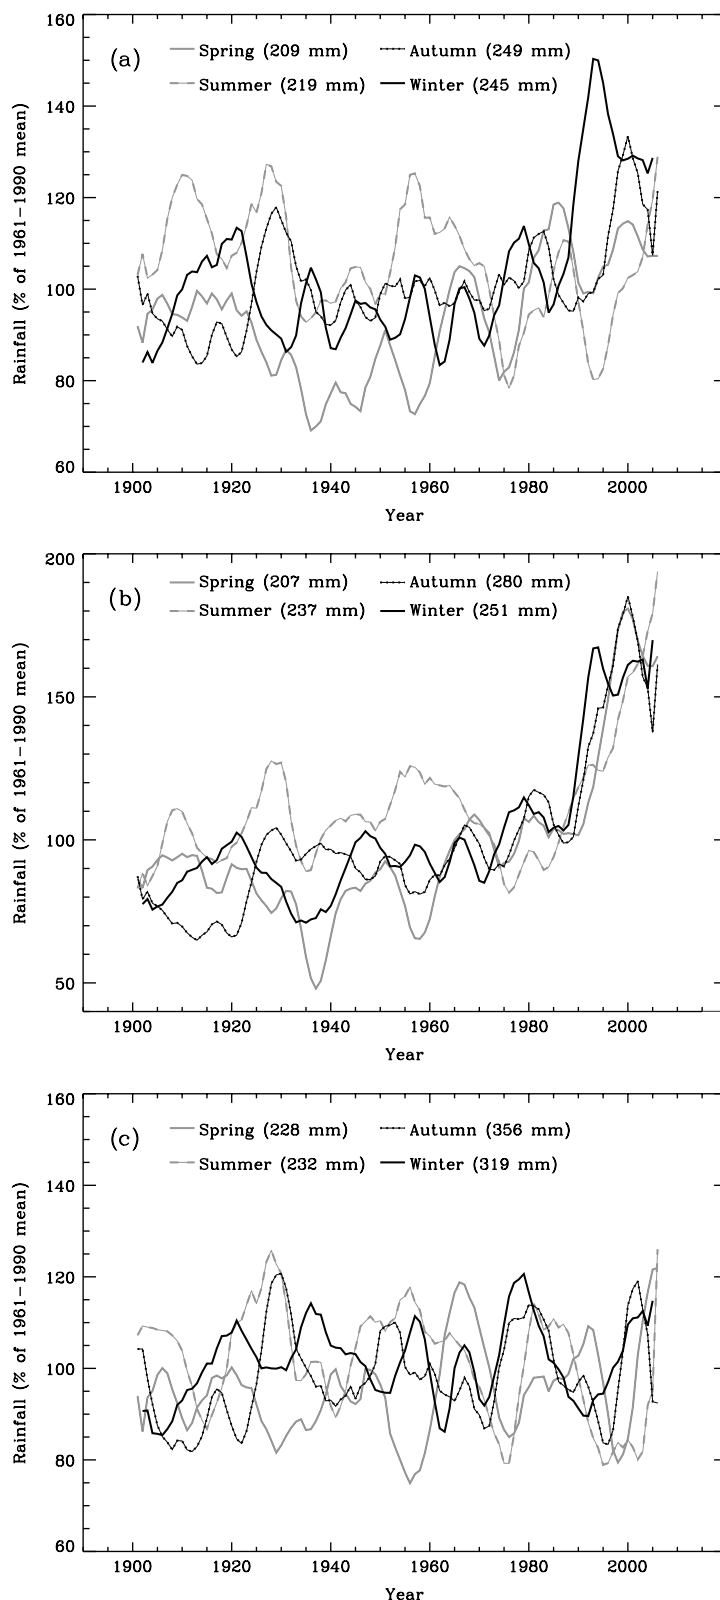 160
(a)
Spring (209 mm)
Autumn (249 mm)
Summer (219 mm)
Winter (245 mm)
140
120
100
80
60
Rainfall (% of 1961-1990 mean)
1900 1920 1940 1960 1980 2000
Year
200
(b)
Spring (207 mm)
Autumn (280 mm)
Summer (237 mm)
Winter (251 mm)
150
100
50
Rainfall (% of 1961-1990 mean)
1900 1920 1940 1960 1980 2000
Year
160
(c)
Spring (228 mm)
Autumn (356 mm)
Summer (232 mm)
Winter (319 mm)
140
120
100
80
60
Rainfall (% of 1961-1990 mean)
1900 1920 1940 1960 1980 2000
Year